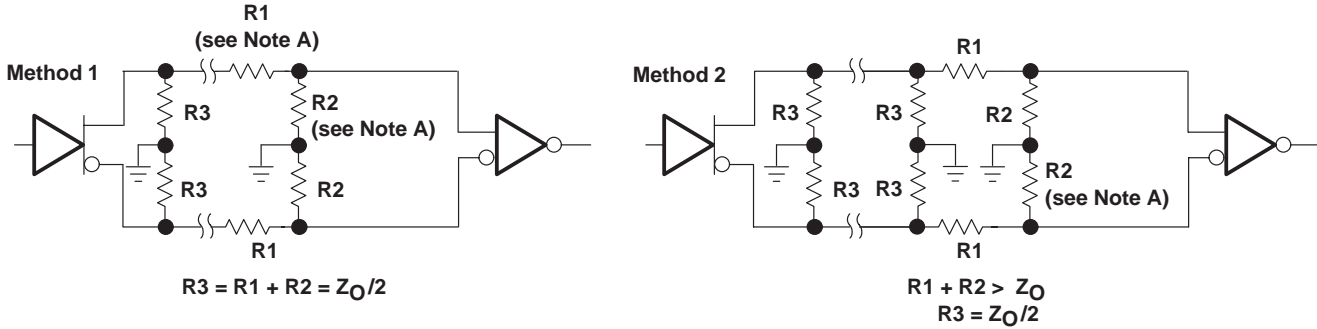 Method 1
R1
(see Note A)
R3
R2
(see Note A)
R3
R2
R1
R3 = R1 + R2 = ZO/2
Method 2
R1
R3
R3
R2
R3
R3
R2
(see Note A)
R1
R1 + R2 > ZO
R3 = ZO/2